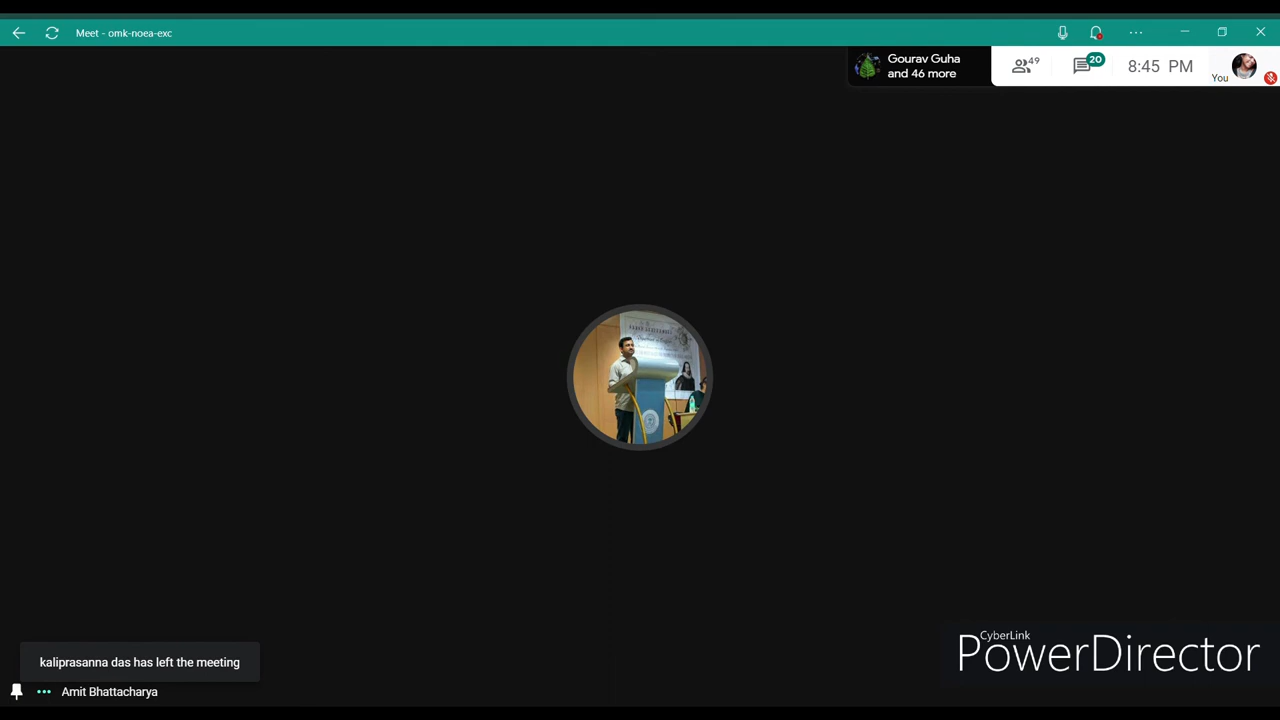 Meet - omk-noea-exc
Gourav Guha
and 46 more
49
20
8:45 PM
You
kaliprasanna das has left the meeting
Amit Bhattacharya
CyberLink
PowerDirector